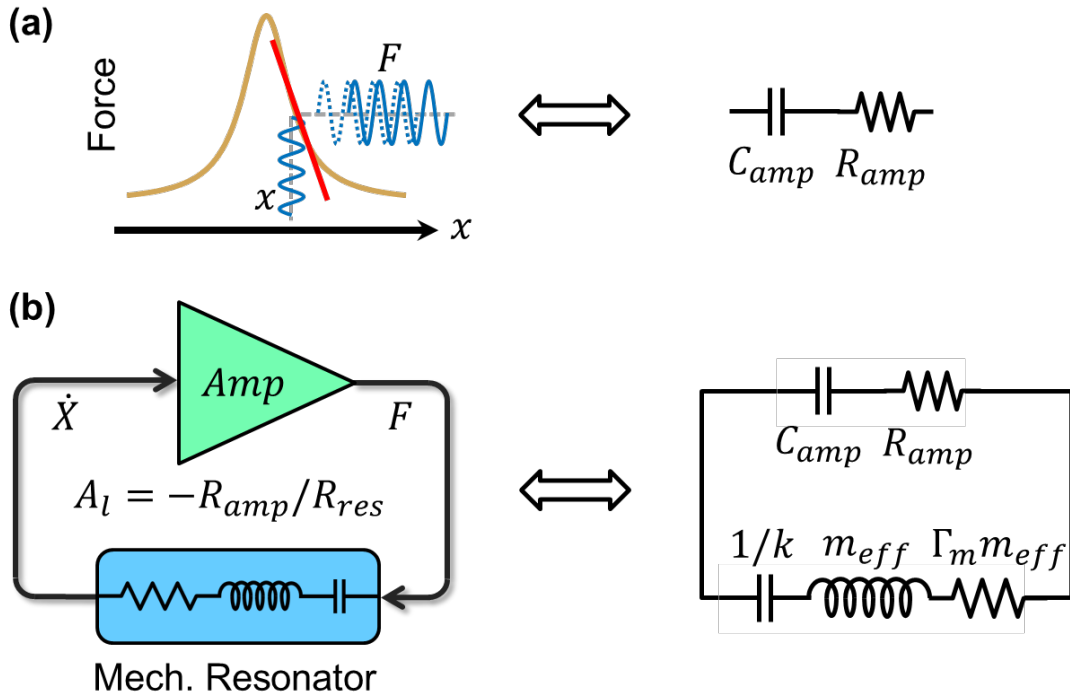 (a)
Force
F
x
x
C_amp R_amp
(b)
Amp
Ẋ
F
A_l = −R_amp/R_res
Mech. Resonator
C_amp R_amp
1/k m_eff Γ_m m_eff